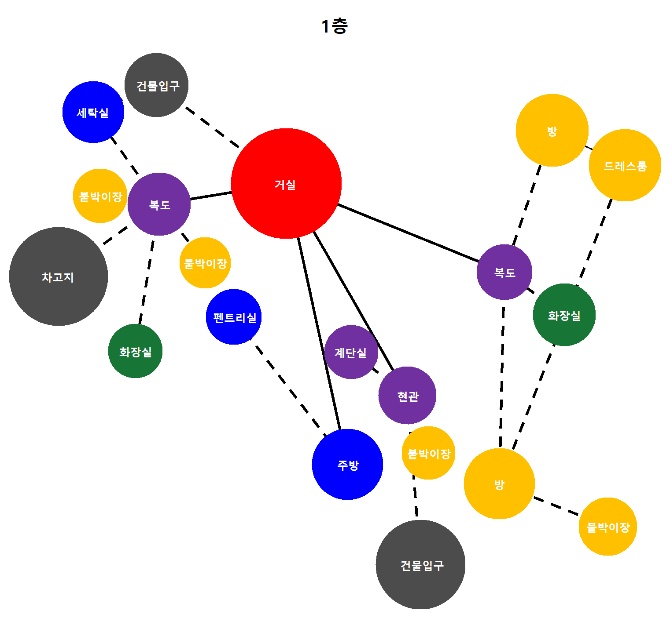 1층
건물입구
세탁실
방
드레스룸
거실
붙박이장
복도
차고지
붙박이장
복도
펜트리실
화장실
화장실
계단실
현관
주방
붙박이장
방
붙박이장
건물입구